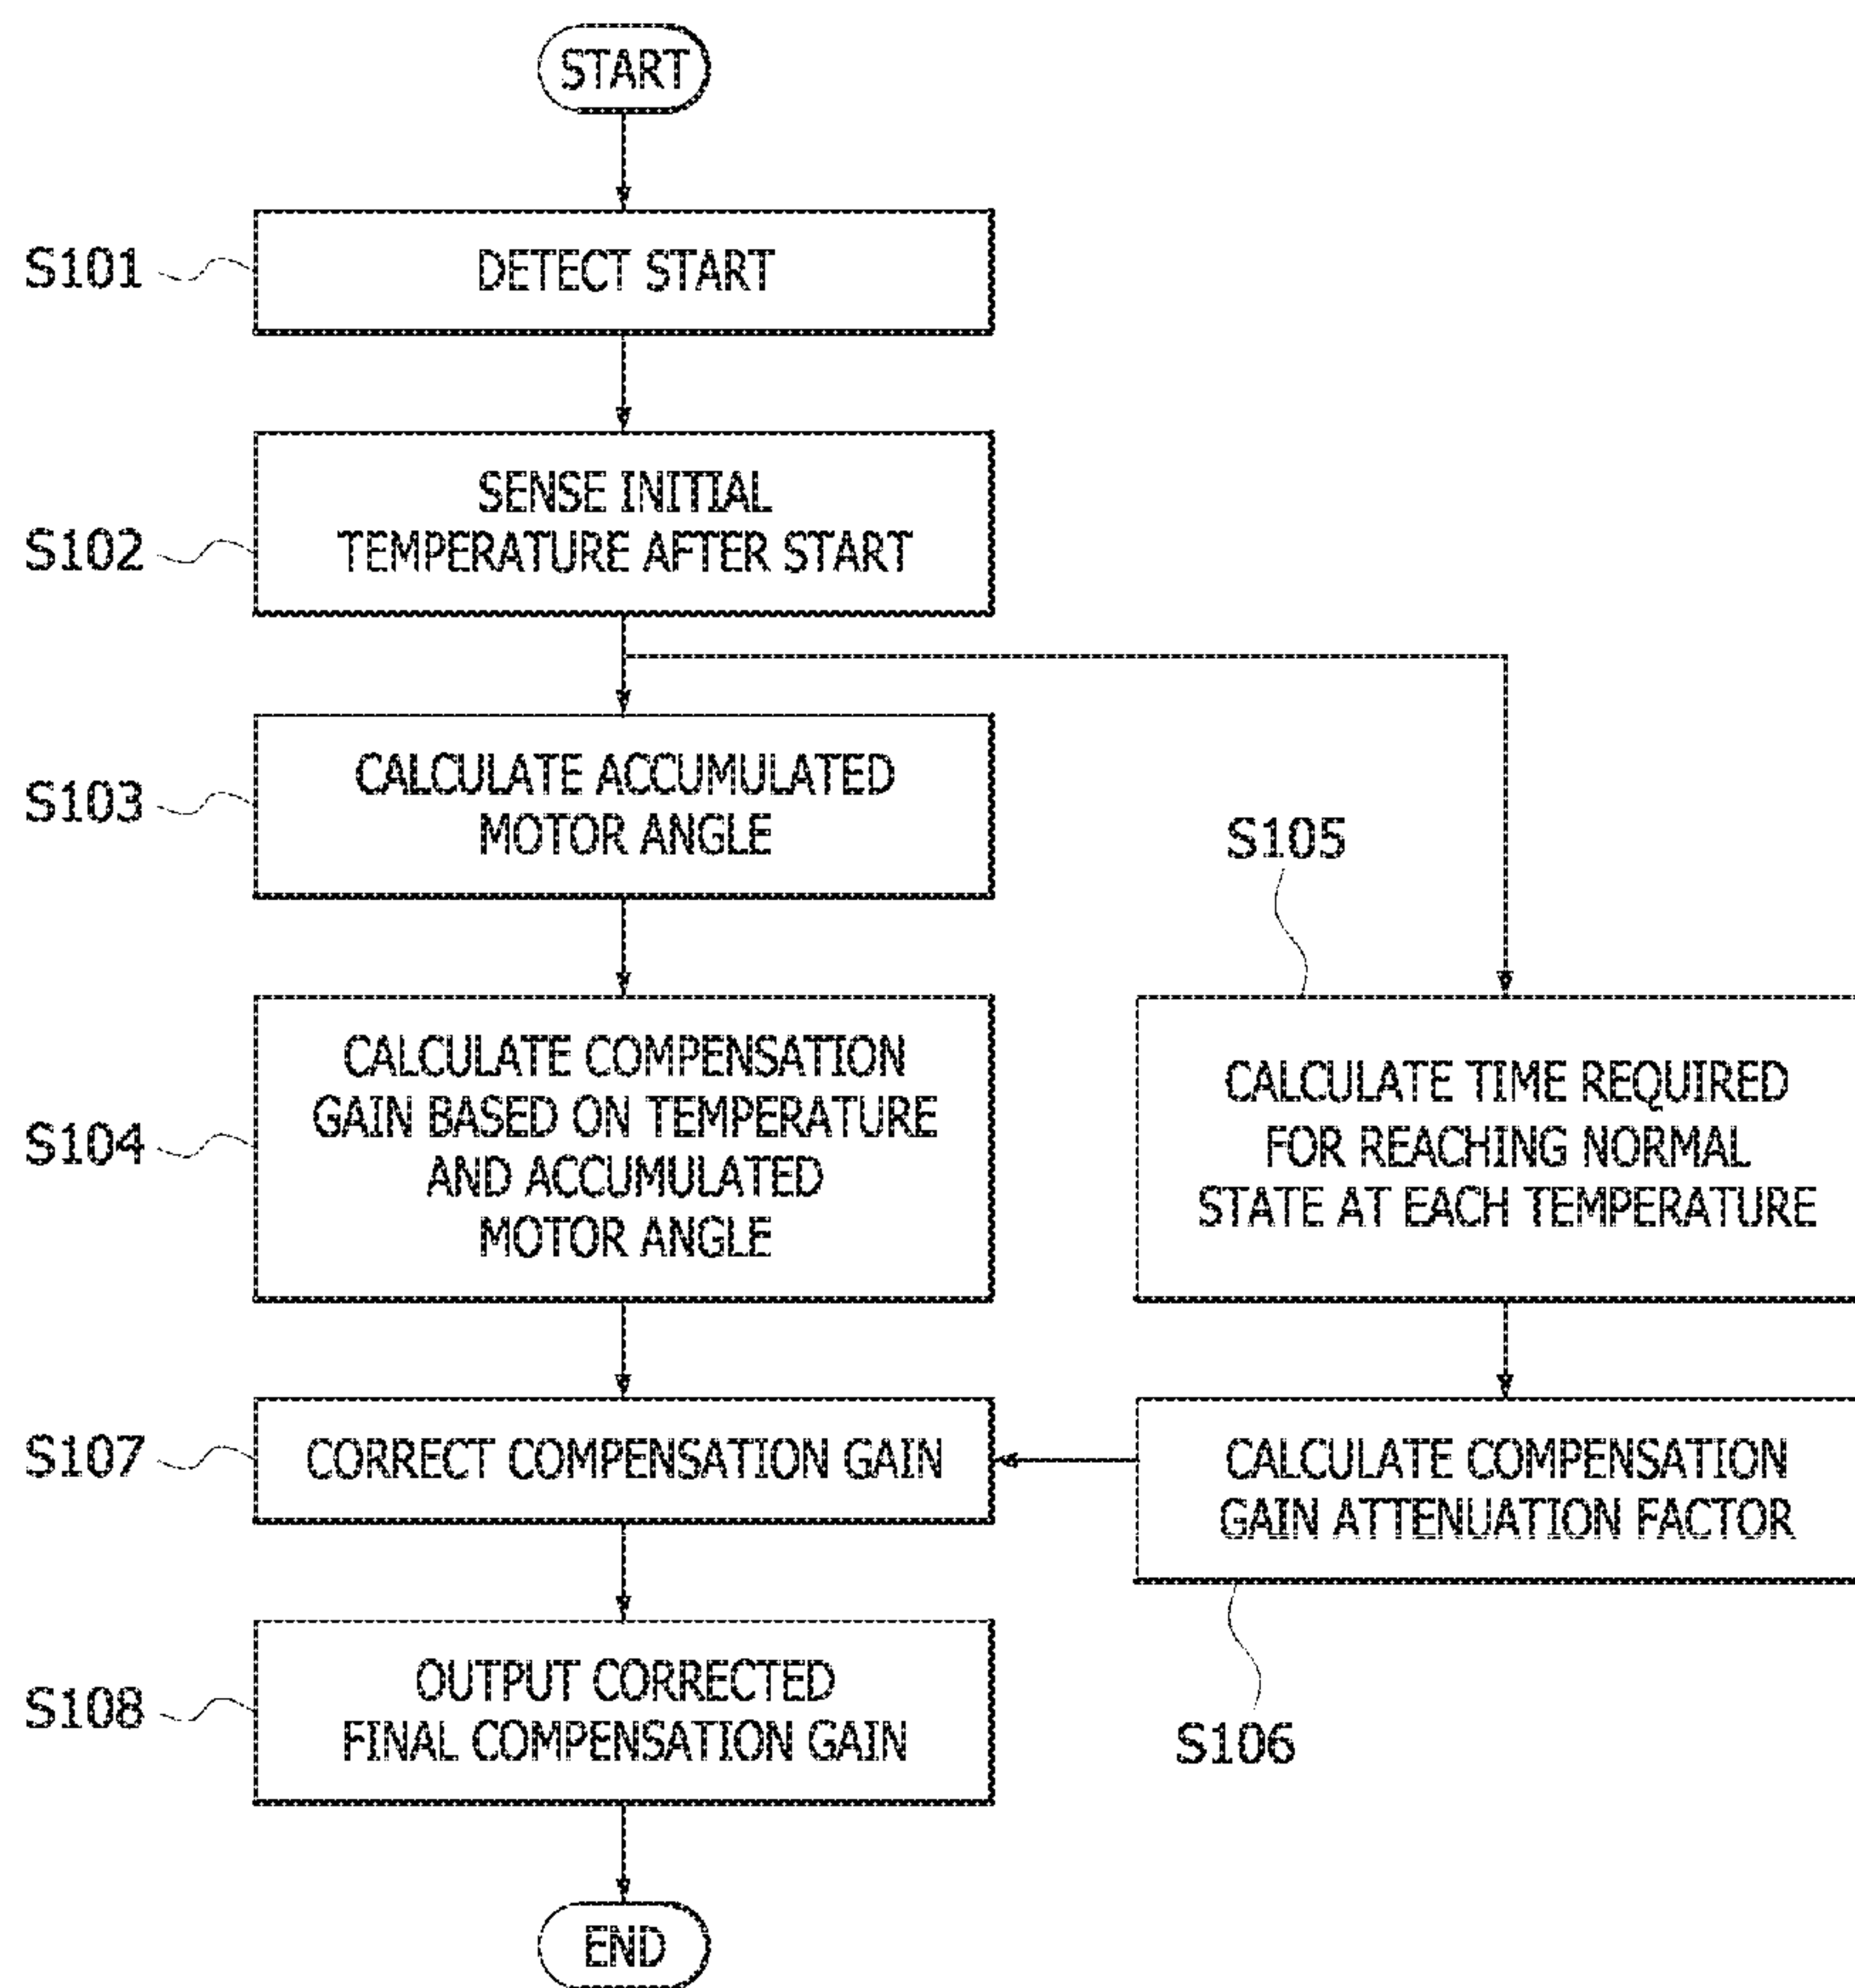 START
S101
DETECT START
S102
SENSE INITIAL
TEMPERATURE AFTER START
S103
CALCULATE ACCUMULATED
MOTOR ANGLE
S104
CALCULATE COMPENSATION
GAIN BASED ON TEMPERATURE
AND ACCUMULATED
MOTOR ANGLE
S105
CALCULATE TIME REQUIRED
FOR REACHING NORMAL
STATE AT EACH TEMPERATURE
S107
CORRECT COMPENSATION GAIN
CALCULATE COMPENSATION
GAIN ATTENUATION FACTOR
S106
S108
OUTPUT CORRECTED
FINAL COMPENSATION GAIN
END